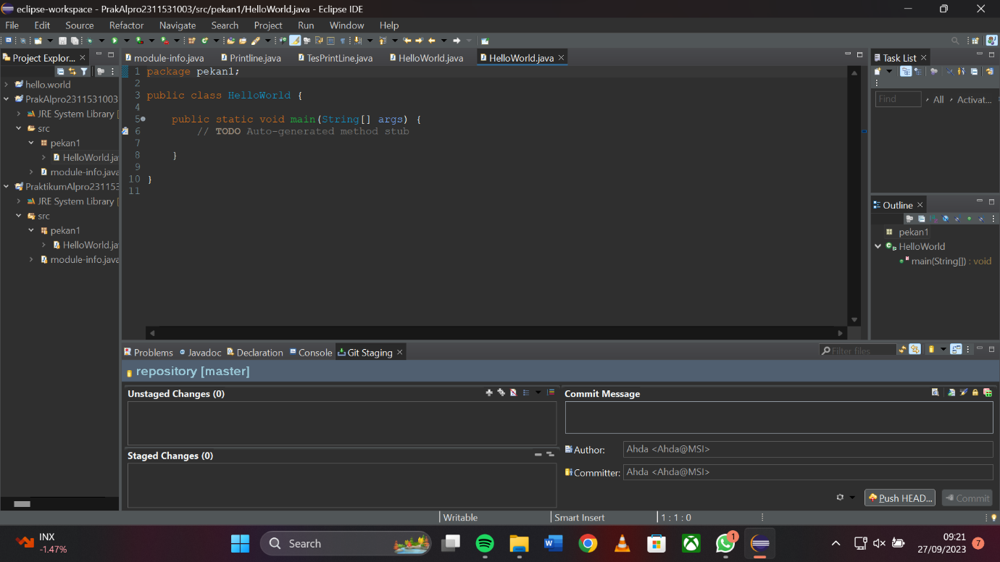 eclipse-workspace - PrakAlpro2311531003/src/pekan1/HelloWorld.java - Eclipse IDE
File Edit Source Refactor Navigate Search Project Run Window Help
Project Explor...
module-info.java Printline.java TesPrintLine.java HelloWorld.java HelloWorld.java
Task List
hello.world
PrakAlpro2311531003
JRE System Library [
src
pekan1
HelloWorld.ja
module-info.java
PraktikumAlpro231153
JRE System Library [
src
pekan1
HelloWorld.ja
module-info.java
1 package pekan1;
2
3 public class HelloWorld {
4
5 public static void main(String[] args) {
6 // TODO Auto-generated method stub
7
8 }
9
10 }
11
Find All Activat...
Outline
pekan1
HelloWorld
main(String[]) : void
Problems Javadoc Declaration Console Git Staging
Filter files
repository [master]
Unstaged Changes (0)
Staged Changes (0)
Commit Message
Author: Ahda <Ahda@MSI>
Committer: Ahda <Ahda@MSI>
Push HEAD... Commit
Writable Smart Insert 1 : 1 : 0
INX
-1.47%
Search
1
09:21
27/09/2023
7